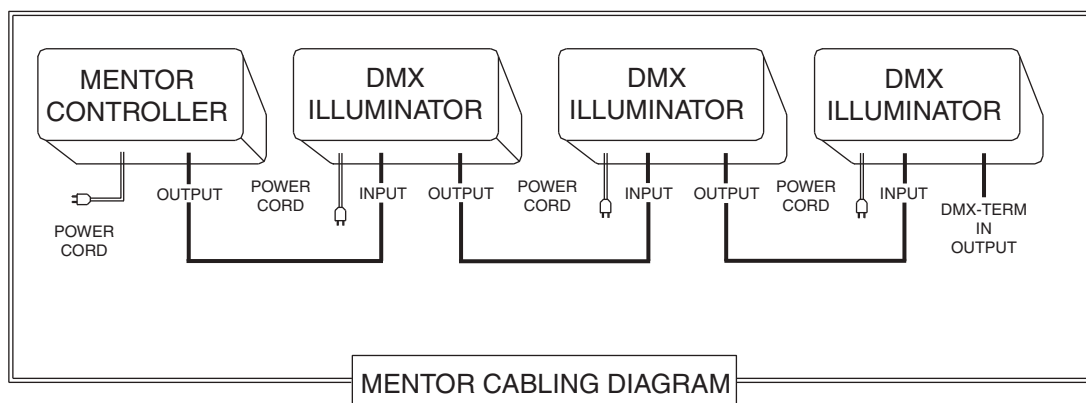 MENTOR
CONTROLLER
DMX
ILLUMINATOR
DMX
ILLUMINATOR
DMX
ILLUMINATOR
POWER
CORD
OUTPUT
POWER
CORD
INPUT
OUTPUT
POWER
CORD
INPUT
OUTPUT
POWER
CORD
INPUT
DMX-TERM
IN
OUTPUT
MENTOR CABLING DIAGRAM